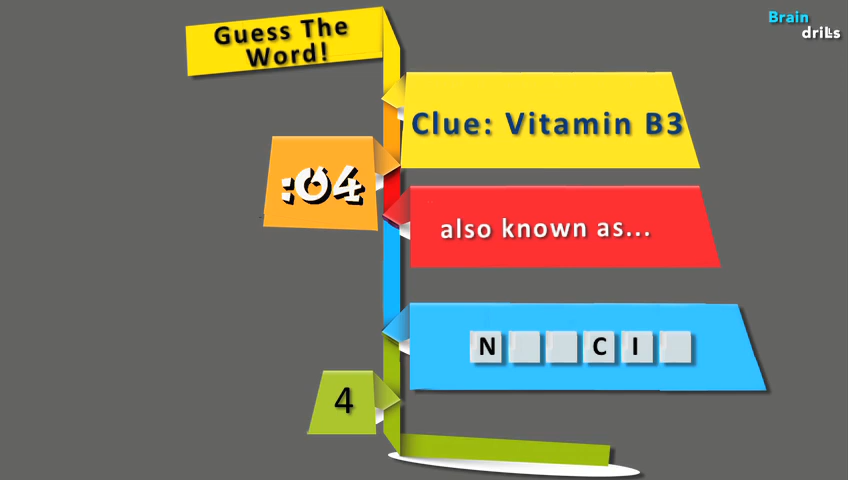 Guess The
Word!
Brain
drills
Clue: Vitamin B3
:04
also known as...
N C I
4